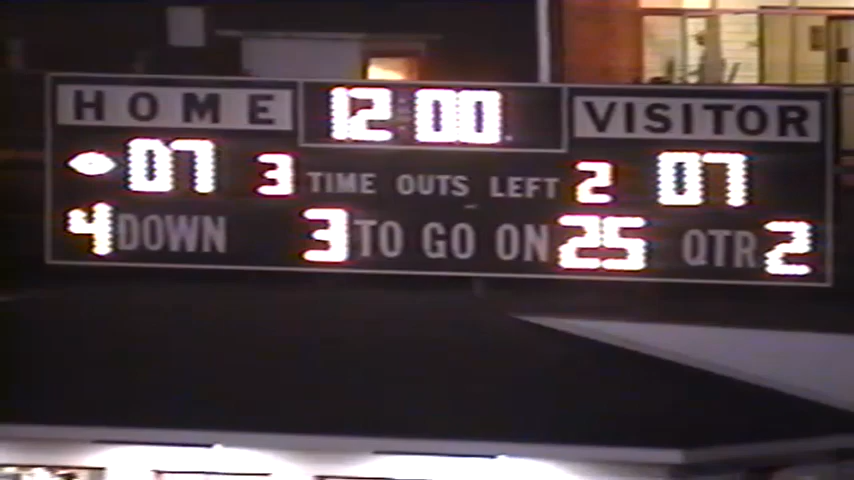 HOME 12:00 VISITOR
07 3 TIME OUTS LEFT 2 07
4 DOWN 3 TO GO ON 25 QTR 2